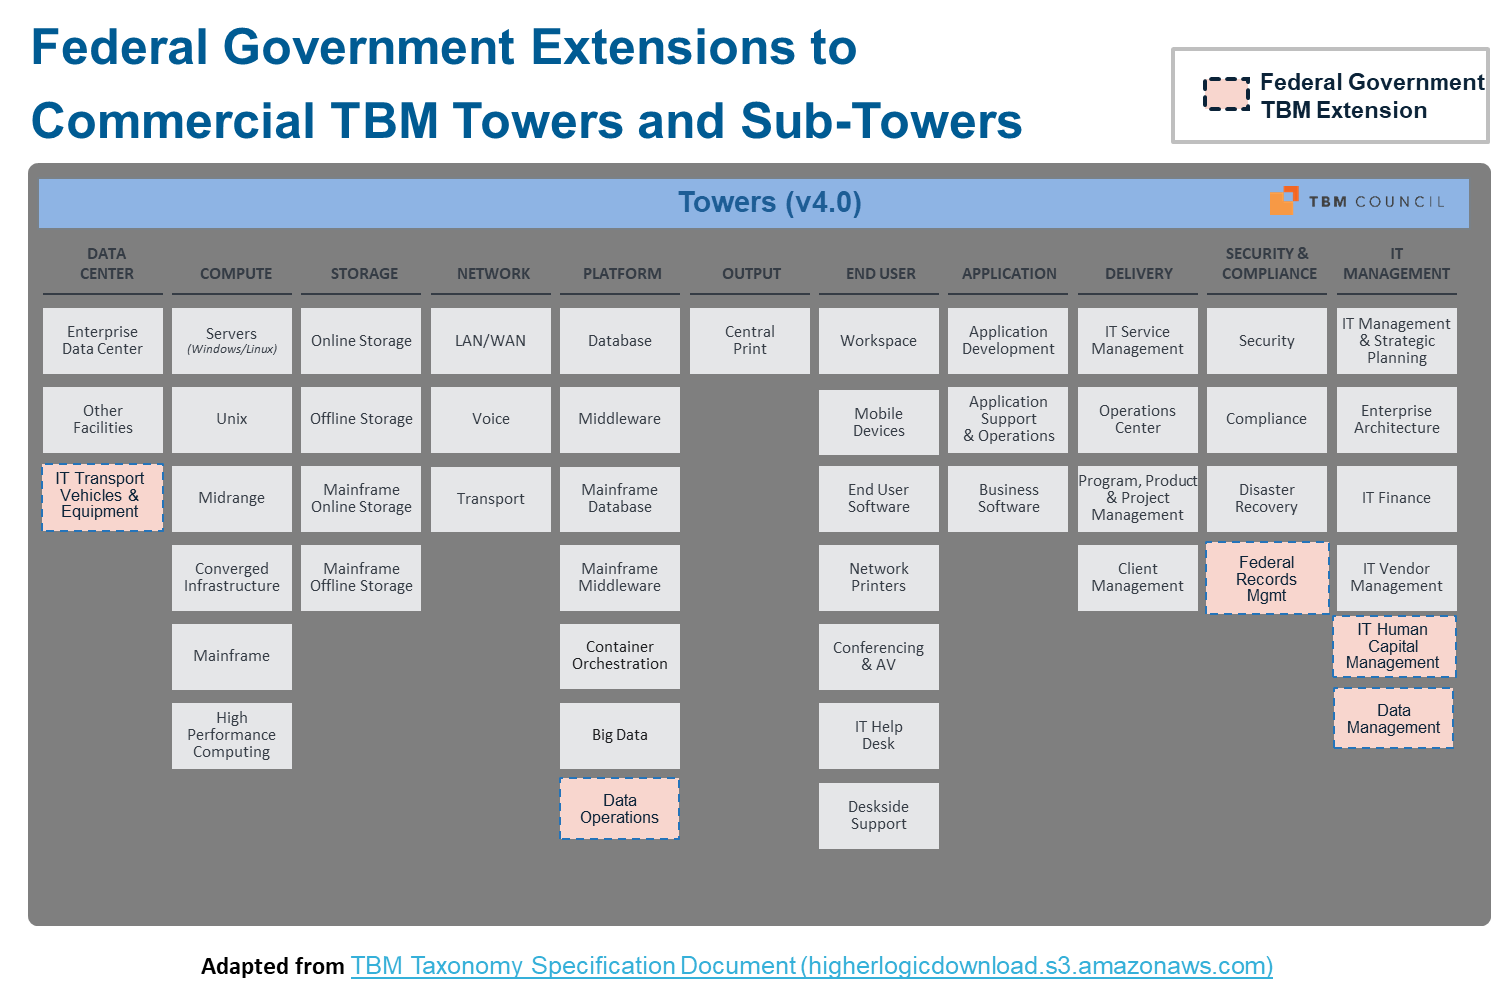 Federal Government Extensions to
Commercial TBM Towers and Sub-Towers
Federal Government
TBM Extension
Towers (v4.0)
TBM COUNCIL
DATA
CENTER
Enterprise
Data Center
Other
Facilities
IT Transport
Vehicles &
Equipment
COMPUTE
Servers
(Windows/Linux)
Unix
Midrange
Converged
Infrastructure
Mainframe
High
Performance
Computing
STORAGE
Online Storage
Offline Storage
Mainframe
Online Storage
Mainframe
Offline Storage
NETWORK
LAN/WAN
Voice
Transport
PLATFORM
Database
Middleware
Mainframe
Database
Mainframe
Middleware
Container
Orchestration
Big Data
Data
Operations
OUTPUT
Central
Print
END USER
Workspace
Mobile
Devices
End User
Software
Network
Printers
Conferencing
& AV
IT Help
Desk
Deskside
Support
APPLICATION
Application
Development
Application
Support
& Operations
Business
Software
DELIVERY
IT Service
Management
Operations
Center
Program, Product
& Project
Management
Client
Management
SECURITY &
COMPLIANCE
Security
Compliance
Disaster
Recovery
Federal
Records
Mgmt
IT
MANAGEMENT
IT Management
& Strategic
Planning
Enterprise
Architecture
IT Finance
IT Vendor
Management
IT Human
Capital
Management
Data
Management
Adapted from TBM Taxonomy Specification Document (higherlogicdownload.s3.amazonaws.com)